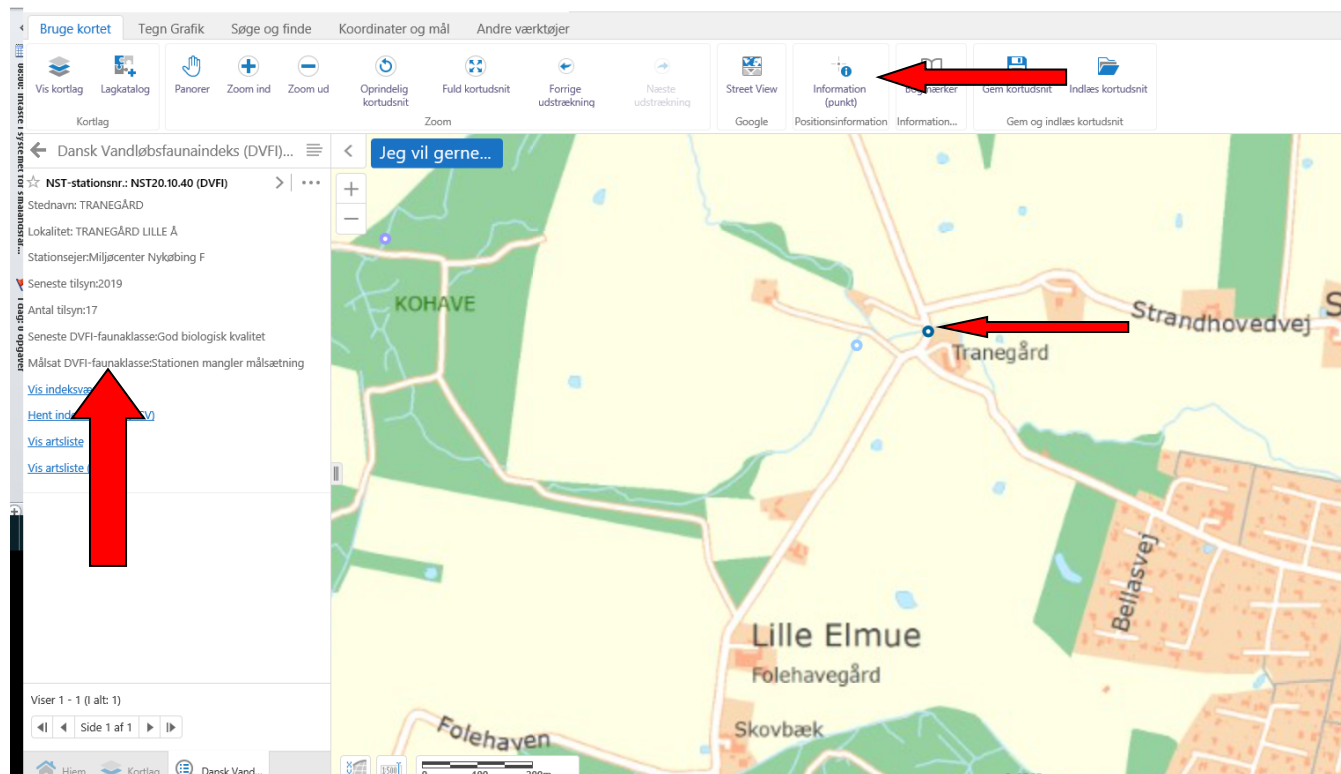 Bruge kortet Tegn Grafik Søge og finde Koordinater og mål Andre værktøjer
Vis kortlag Lagkatalog Panorer Zoom ind Zoom ud Oprindelig kortudsnit Fuld kortudsnit Forrige udstrækning Næste udstrækning Street View Information (punkt) Gem kortudsnit Indlæs kortudsnit
Kortlag Zoom Google Positionsinformation Information... Gem og indlæs kortudsnit
Dansk Vandløbsfaunaindeks (DVFI)...
Jeg vil gerne...
NST-stationsnr.: NST20.10.40 (DVFI)
Stednavn: TRANEGÅRD
Lokalitet: TRANEGÅRD LILLE Å
Stationsejer:Miljøcenter Nykøbing F
Seneste tilsyn:2019
Antal tilsyn:17
Seneste DVFI-faunaklasse:God biologisk kvalitet
Målsat DVFI-faunaklasse:Stationen mangler målsætning
Vis
Hent
Vis artsliste
Vis artsliste
Viser 1 - 1 (I alt: 1)
Side 1 af 1
Hjem Kortlag Dansk Vand...
KOHAVE
Strandhovedvej
S
Tranegård
Bellasvej
Lille Elmue
Folehavegård
Skovbæk
Folehaven